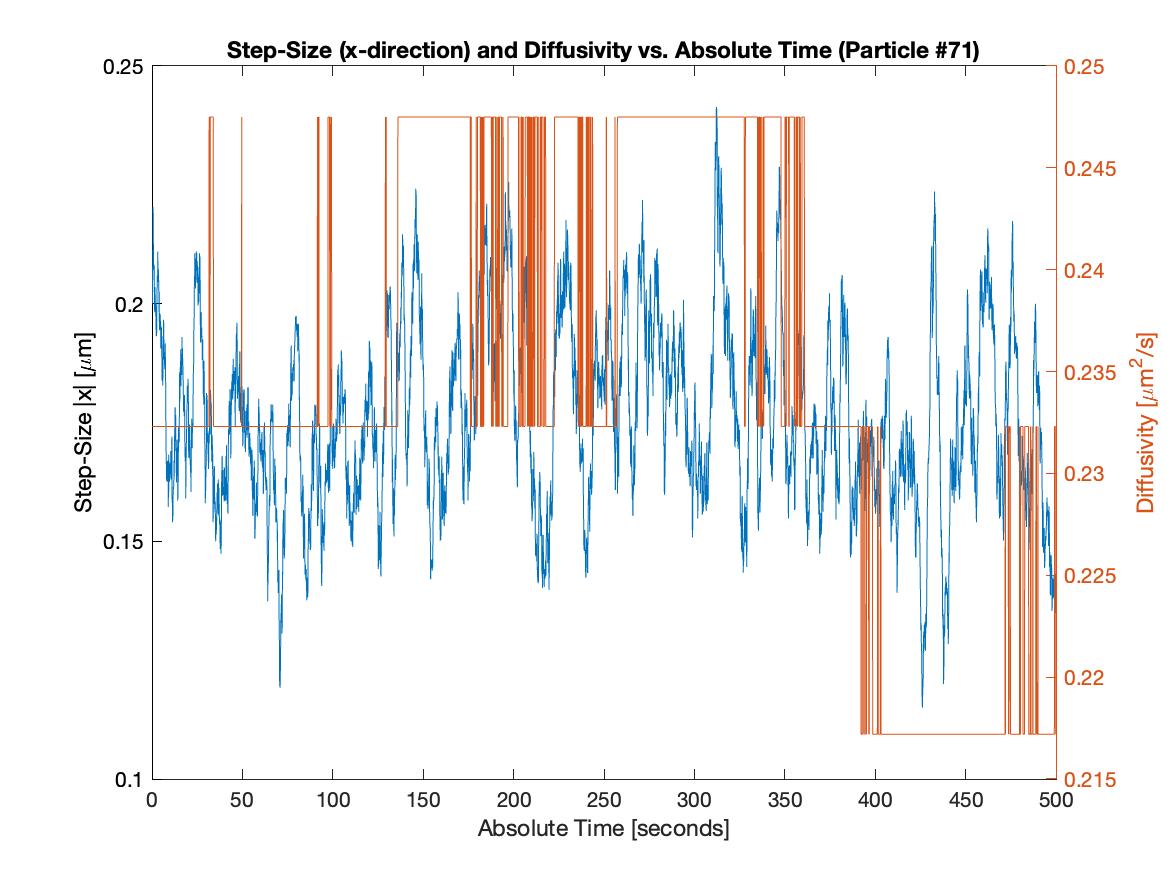 Step-Size (x-direction) and Diffusivity vs. Absolute Time (Particle #71)
0.25
0.2
0.15
0.1
Step-Size |x| [μm]
0.25
0.245
0.24
0.235
0.23
0.225
0.22
0.215
Diffusivity [μm²/s]
0 50 100 150 200 250 300 350 400 450 500
Absolute Time [seconds]